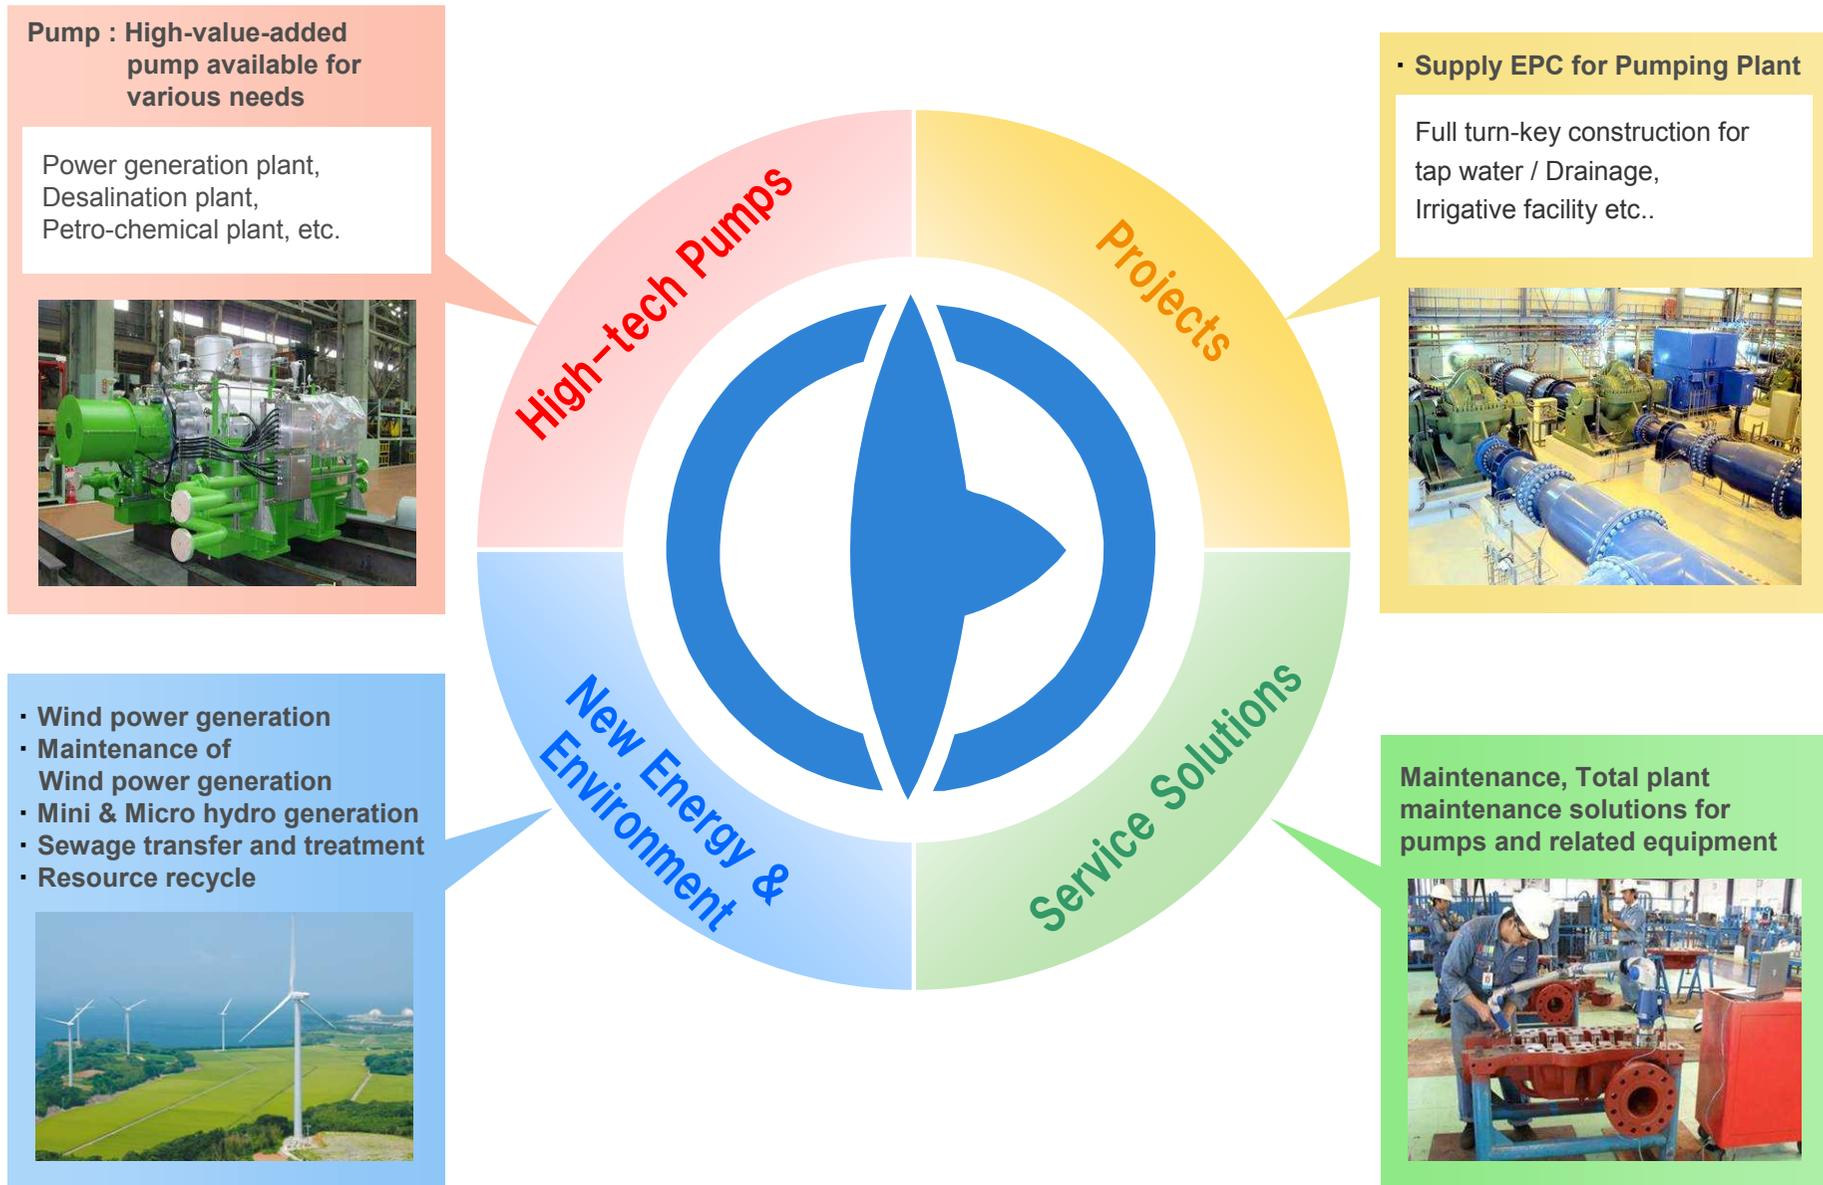 Pump : High-value-added
pump available for
various needs
Power generation plant,
Desalination plant,
Petro-chemical plant, etc.
High-tech Pumps
Projects
· Supply EPC for Pumping Plant
Full turn-key construction for
tap water / Drainage,
Irrigative facility etc..
· Wind power generation
· Maintenance of
Wind power generation
· Mini & Micro hydro generation
· Sewage transfer and treatment
· Resource recycle
New Energy &
Environment
Service Solutions
Maintenance, Total plant
maintenance solutions for
pumps and related equipment